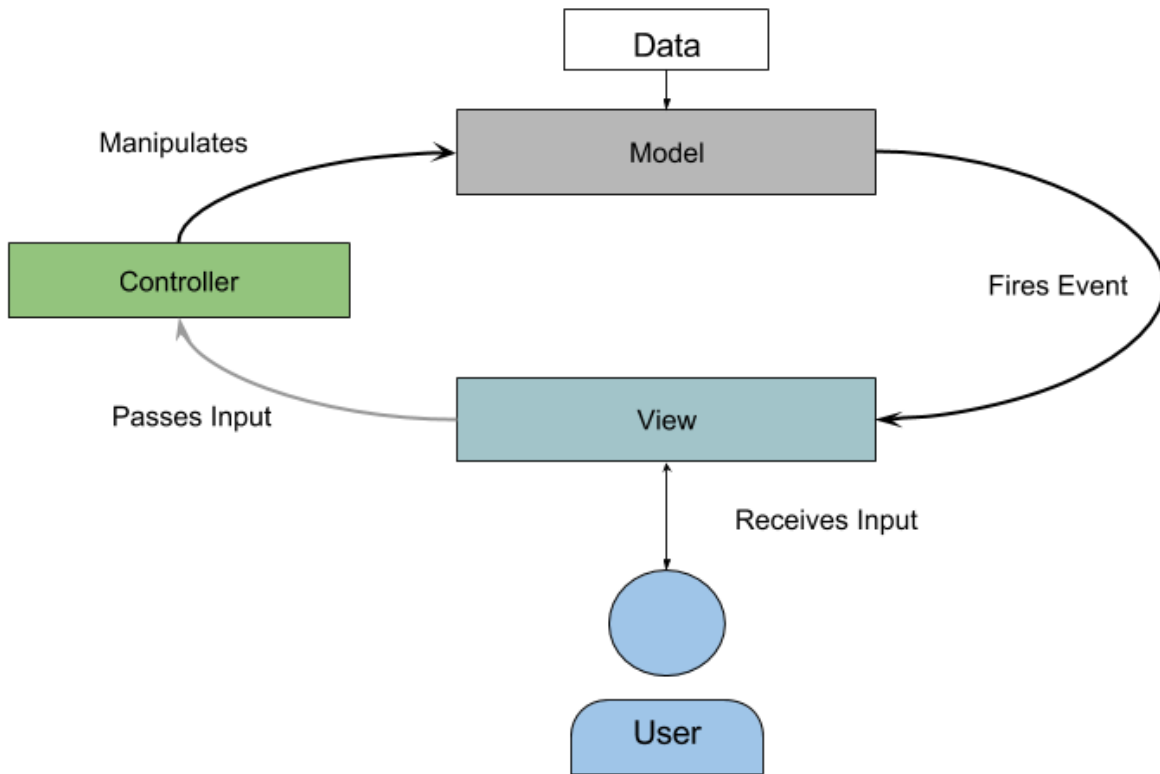 Data
Manipulates
Model
Controller
Fires Event
Passes Input
View
Receives Input
User